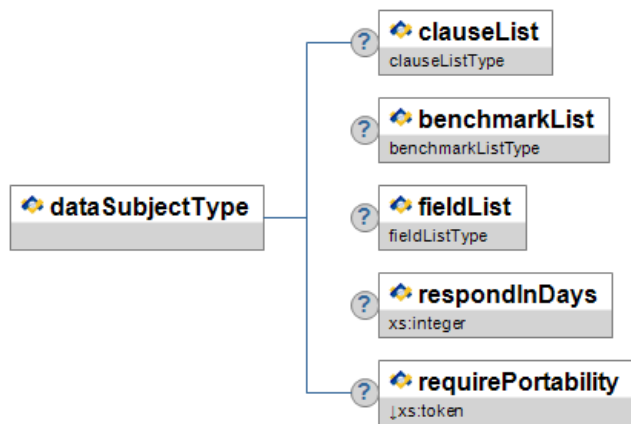 ? clauseList
clauseListType
? benchmarkList
benchmarkListType
dataSubjectType
? fieldList
fieldListType
? respondInDays
xs:integer
? requirePortability
↓xs:token